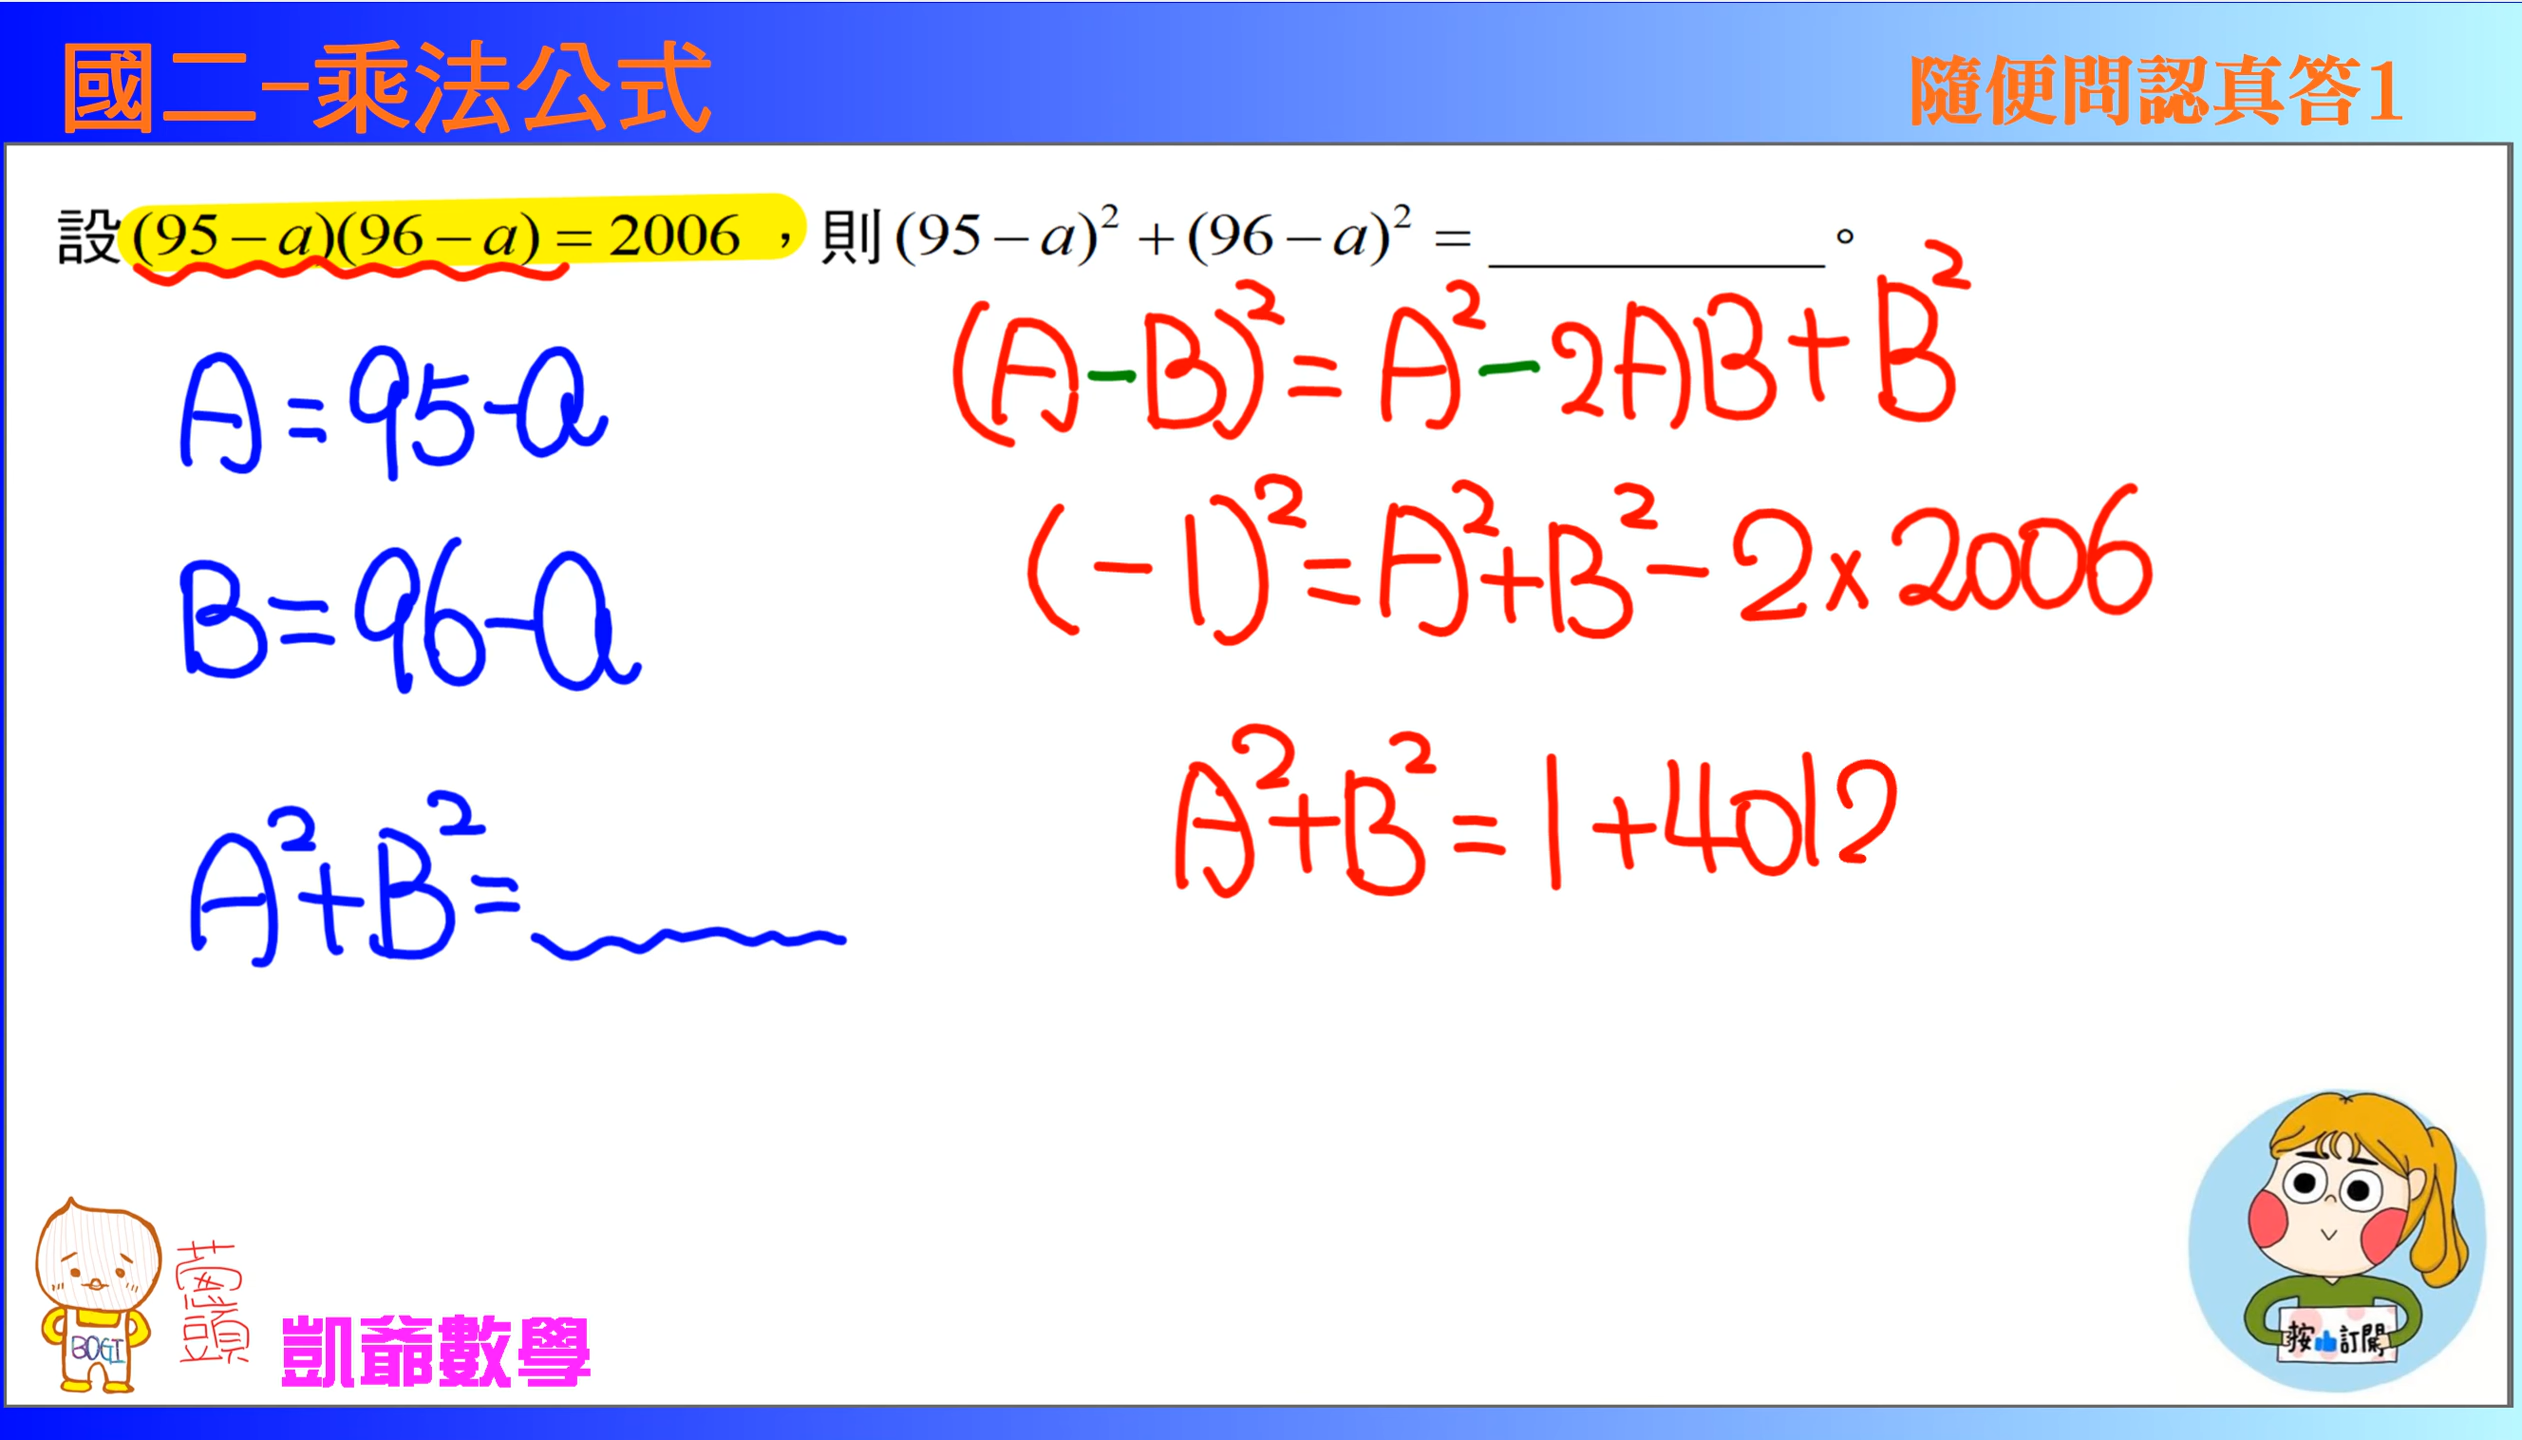 國二-乘法公式
隨便問認真答1
設(95-a)(96-a)=2006，則(95-a)²+(96-a)²=__________。
A=95-a
B=96-a
A²+B²=
(A-B)²=A²-2AB+B²
(-1)²=A²+B²-2×2006
A²+B²=1+4012
BOGI
蔥頭
凱爺數學
按訂閱